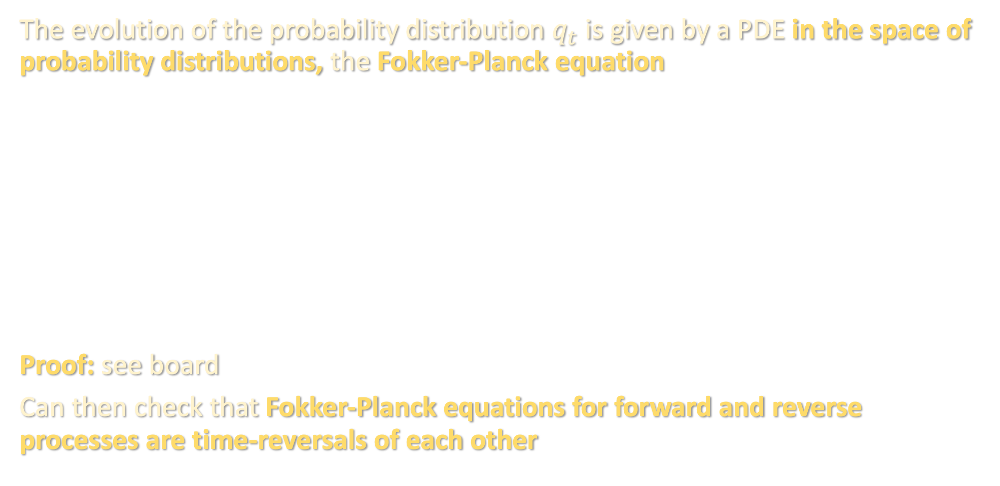 The evolution of the probability distribution q_t is given by a PDE in the space of
probability distributions, the Fokker-Planck equation
Proof: see board
Can then check that Fokker-Planck equations for forward and reverse
processes are time-reversals of each other